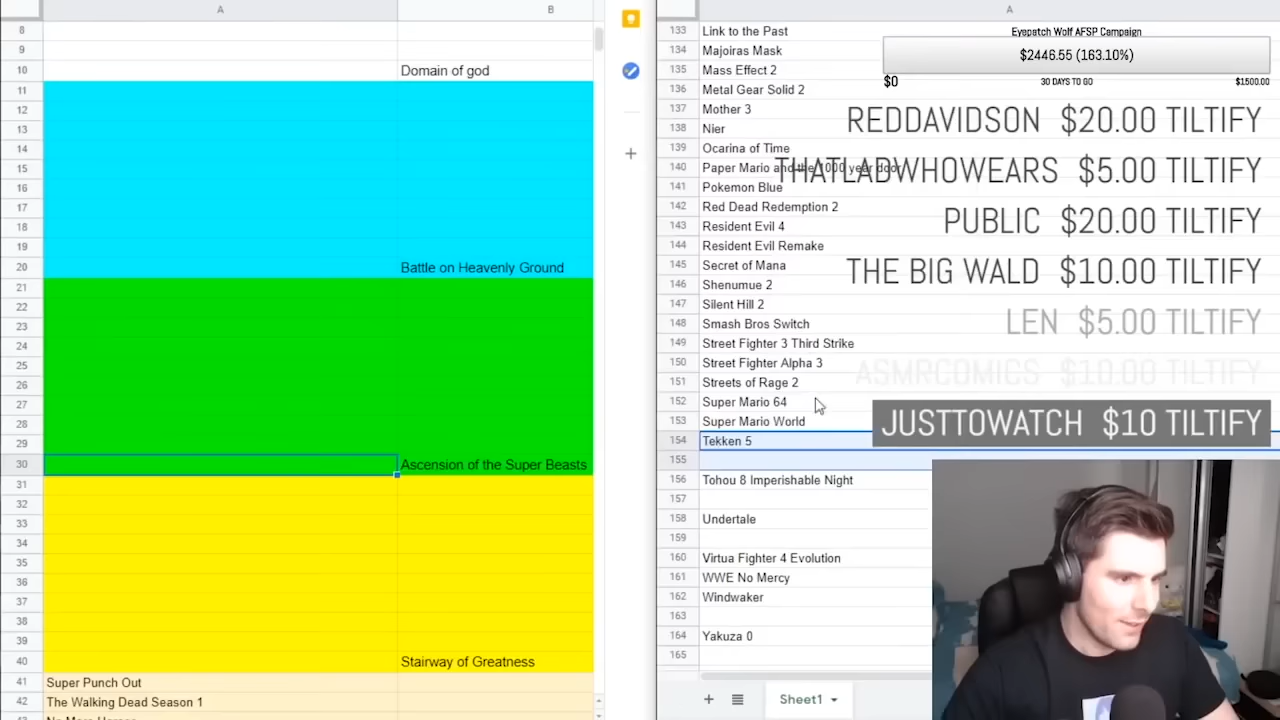 A
B
8
9
10 Domain of god
11
12
13
14
15
16
17
18
19
20 Battle on Heavenly Ground
21
22
23
24
25
26
27
28
29
30 Ascension of the Super Beasts
31
32
33
34
35
36
37
38
39
40 Stairway of Greatness
41 Super Punch Out
42 The Walking Dead Season 1
A
133 Link to the Past
134 Majoiras Mask
135 Mass Effect 2
136 Metal Gear Solid 2
137 Mother 3
138 Nier
139 Ocarina of Time
140 Paper Mario and the 1000 year door
141 Pokemon Blue
142 Red Dead Redemption 2
143 Resident Evil 4
144 Resident Evil Remake
145 Secret of Mana
146 Shenumue 2
147 Silent Hill 2
148 Smash Bros Switch
149 Street Fighter 3 Third Strike
150 Street Fighter Alpha 3
151 Streets of Rage 2
152 Super Mario 64
153 Super Mario World
154 Tekken 5
155
156 Tohou 8 Imperishable Night
157
158 Undertale
159
160 Virtua Fighter 4 Evolution
161 WWE No Mercy
162 Windwaker
163
164 Yakuza 0
165
Sheet1
Eyepatch Wolf AFSP Campaign
$2446.55 (163.10%)
$0 30 DAYS TO GO $1500.00
REDDAVIDSON $20.00 TILTIFY
THATLADWHOWEARS $5.00 TILTIFY
PUBLIC $20.00 TILTIFY
THE BIG WALD $10.00 TILTIFY
LEN $5.00 TILTIFY
ASMRCOMICS $10.00 TILTIFY
JUSTTOWATCH $10 TILTIFY